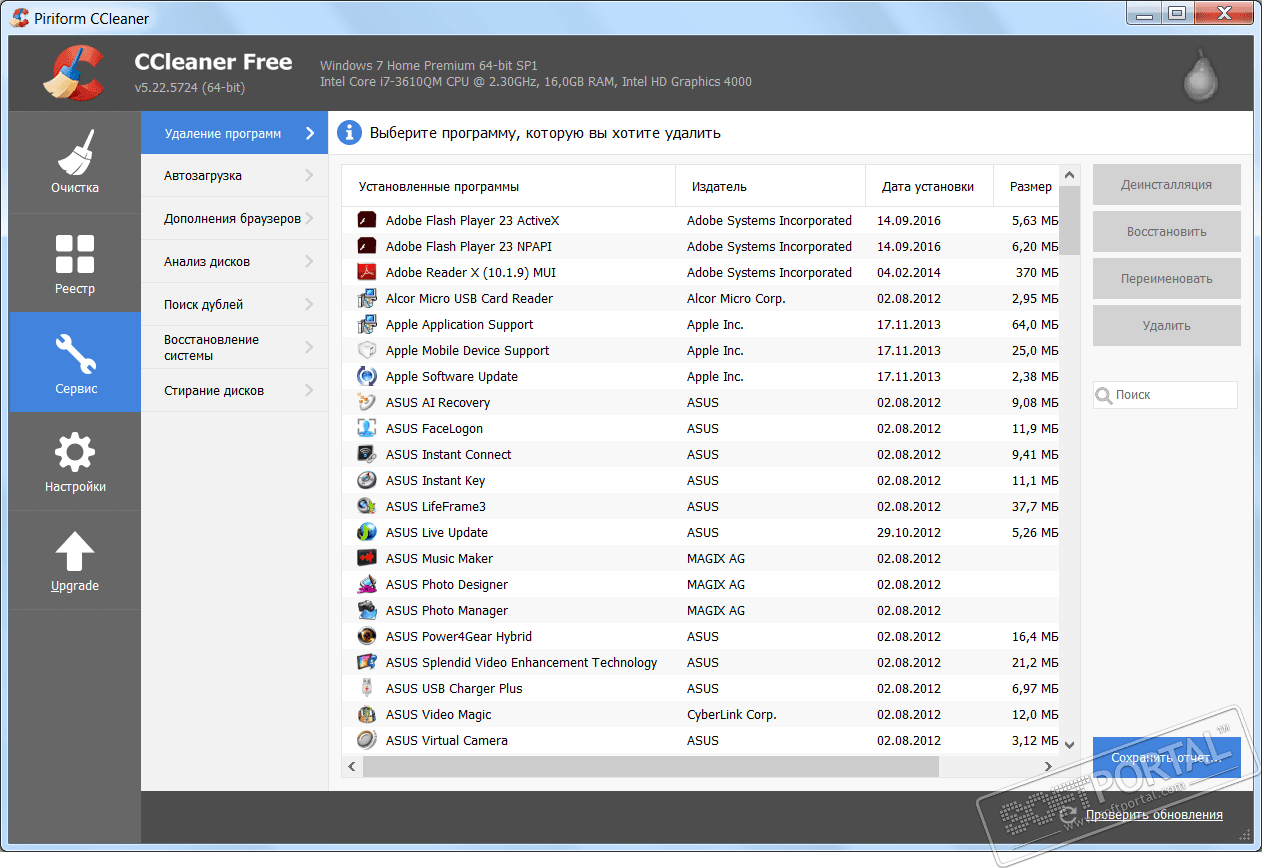 Piriform CCleaner
CCleaner Free
v5.22.5724 (64-bit)
Windows 7 Home Premium 64-bit SP1
Intel Core i7-3610QM CPU @ 2.30GHz, 16,0GB RAM, Intel HD Graphics 4000
Очистка
Реестр
Сервис
Настройки
Upgrade
Удаление программ
Автозагрузка
Дополнения браузеров
Анализ дисков
Поиск дублей
Восстановление
системы
Стирание дисков
Выберите программу, которую вы хотите удалить
Установленные программы Издатель Дата установки Размер
Adobe Flash Player 23 ActiveX Adobe Systems Incorporated 14.09.2016 5,63 МБ
Adobe Flash Player 23 NPAPI Adobe Systems Incorporated 14.09.2016 6,20 МБ
Adobe Reader X (10.1.9) MUI Adobe Systems Incorporated 04.02.2014 370 МБ
Alcor Micro USB Card Reader Alcor Micro Corp. 02.08.2012 2,95 МБ
Apple Application Support Apple Inc. 17.11.2013 64,0 МБ
Apple Mobile Device Support Apple Inc. 17.11.2013 25,0 МБ
Apple Software Update Apple Inc. 17.11.2013 2,38 МБ
ASUS AI Recovery ASUS 02.08.2012 9,08 МБ
ASUS FaceLogon ASUS 02.08.2012 11,9 МБ
ASUS Instant Connect ASUS 02.08.2012 9,41 МБ
ASUS Instant Key ASUS 02.08.2012 11,1 МБ
ASUS LifeFrame3 ASUS 02.08.2012 37,7 МБ
ASUS Live Update ASUS 29.10.2012 5,26 МБ
ASUS Music Maker MAGIX AG 02.08.2012
ASUS Photo Designer MAGIX AG 02.08.2012
ASUS Photo Manager MAGIX AG 02.08.2012
ASUS Power4Gear Hybrid ASUS 02.08.2012 16,4 МБ
ASUS Splendid Video Enhancement Technology ASUS 02.08.2012 21,2 МБ
ASUS USB Charger Plus ASUS 02.08.2012 6,97 МБ
ASUS Video Magic CyberLink Corp. 02.08.2012 12,0 МБ
ASUS Virtual Camera ASUS 02.08.2012 3,12 МБ
Деинсталляция
Восстановить
Переименовать
Удалить
Поиск
Сохранить отчет...
Проверить обновления
SOFTPORTAL™
www.softportal.com